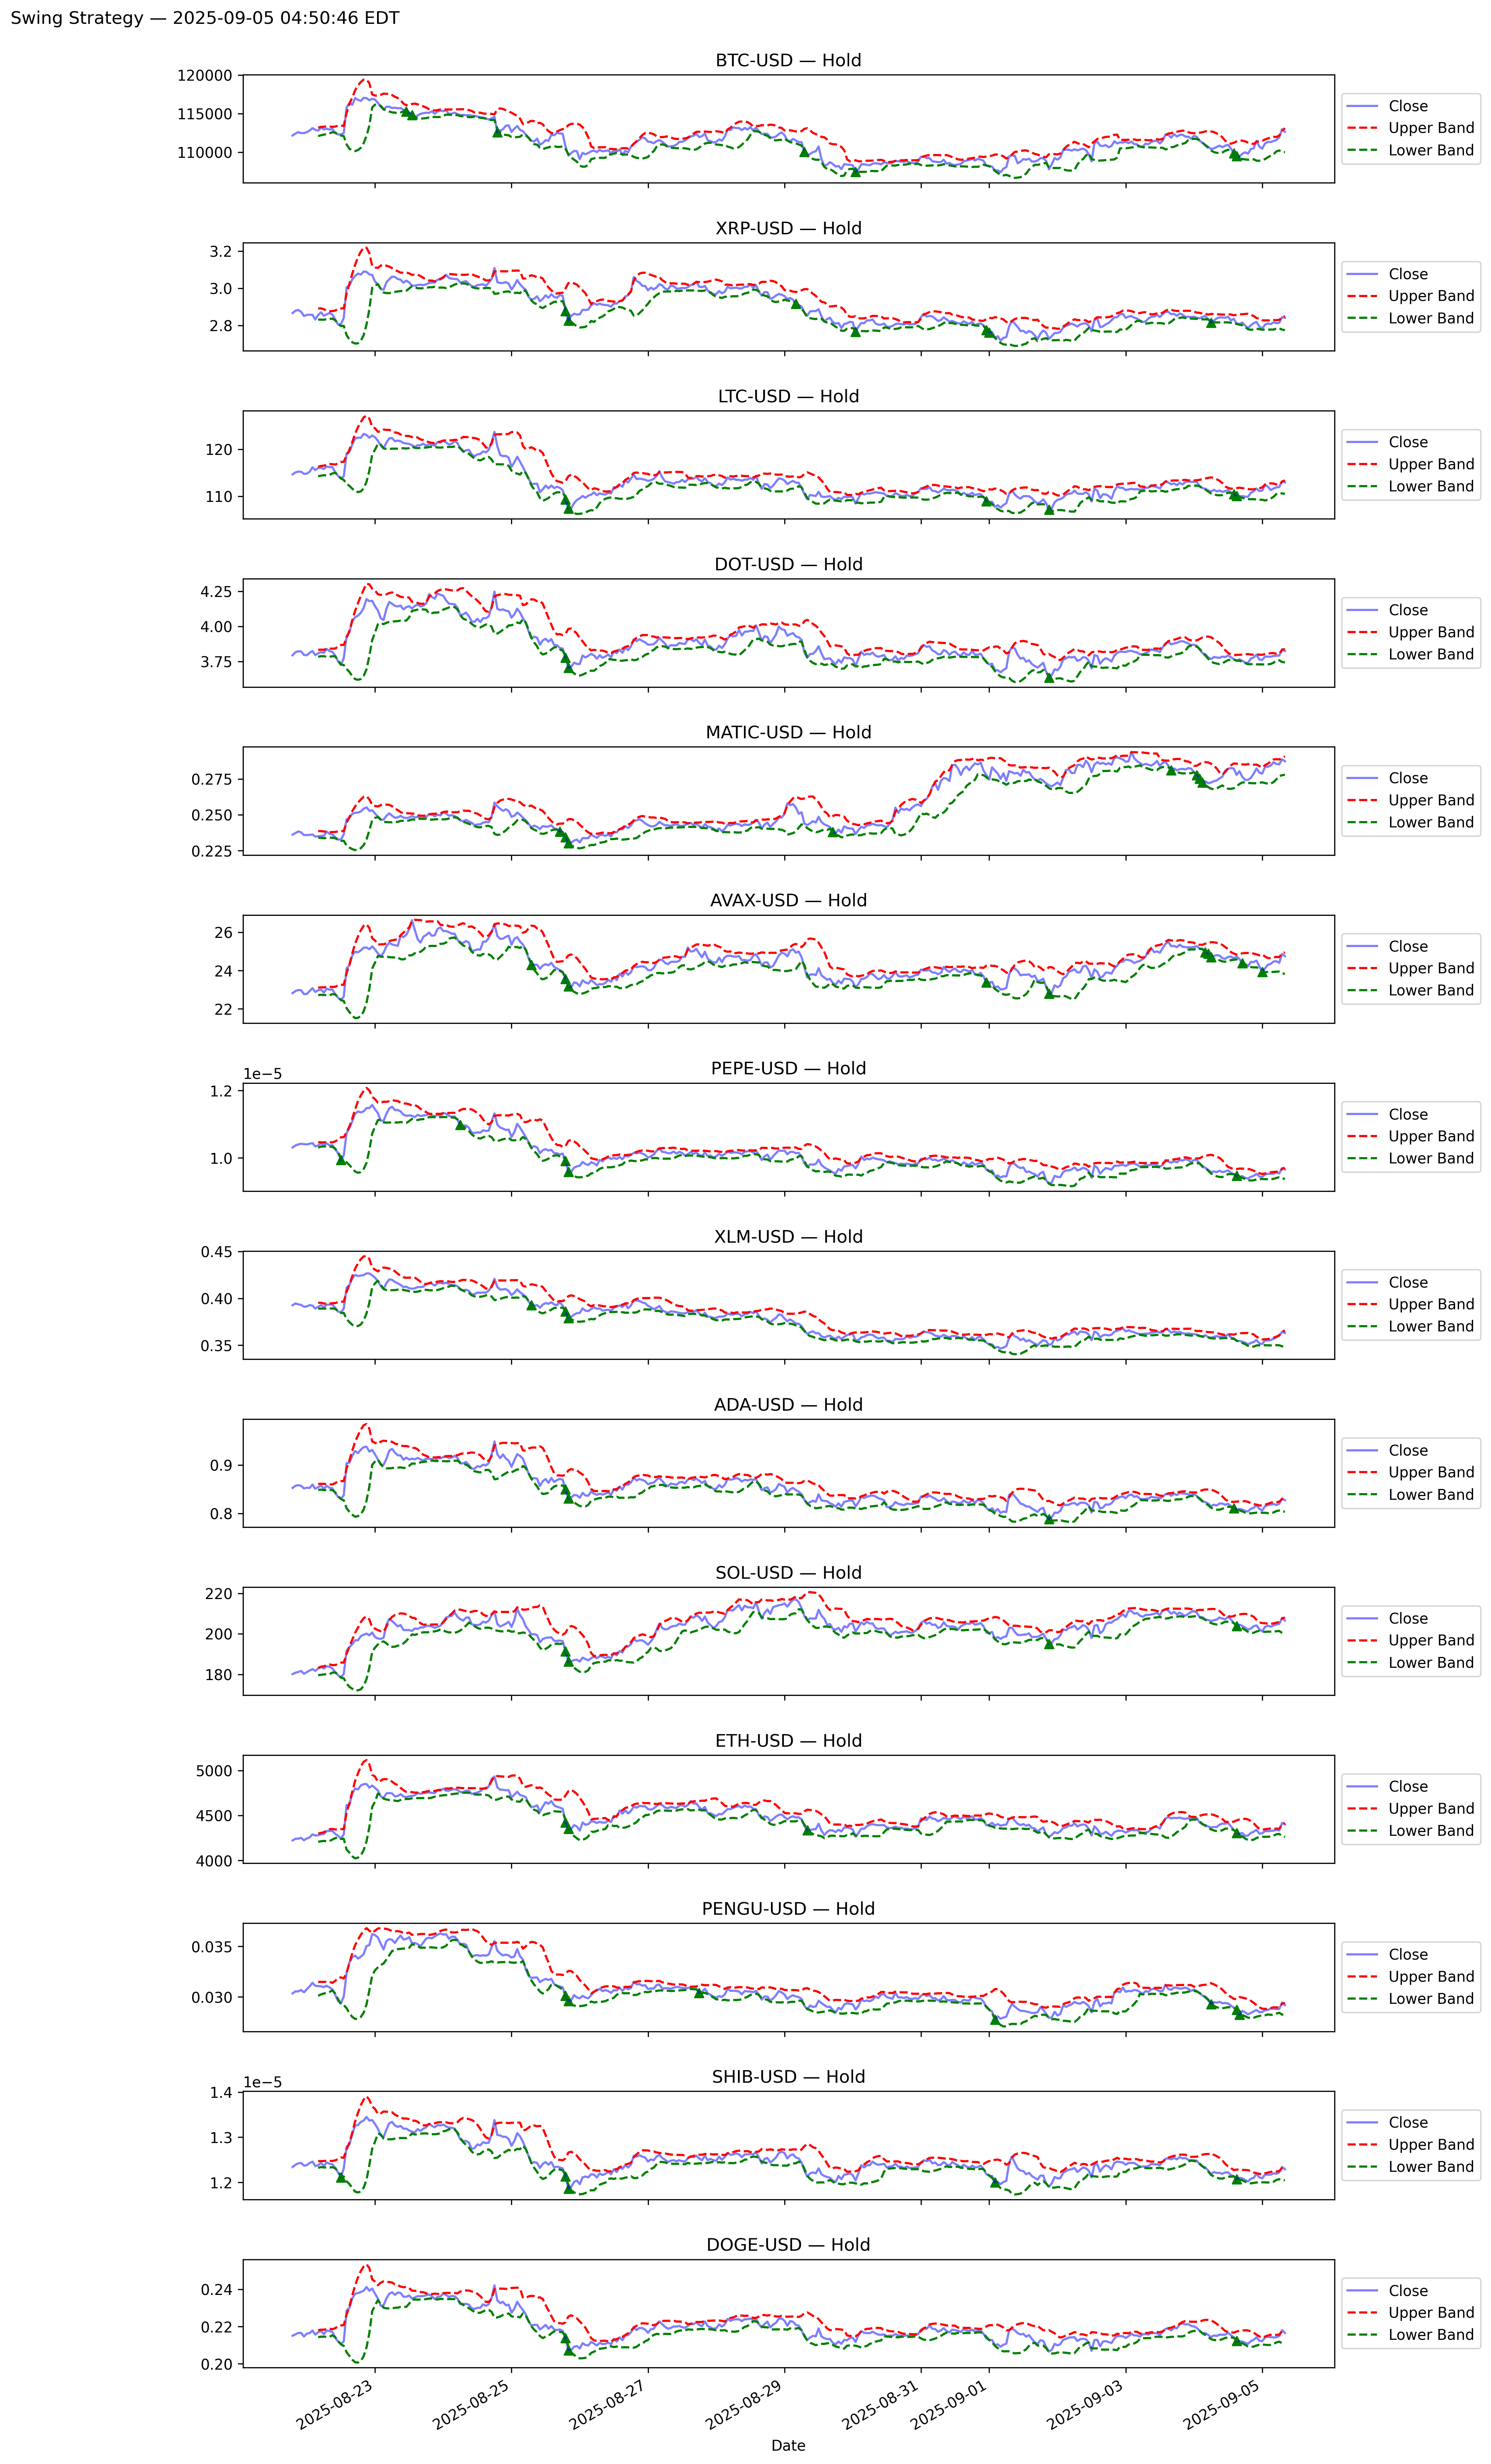 Swing Strategy — 2025-09-05 04:50:46 EDT
BTC-USD — Hold
120000
115000
110000
Close
Upper Band
Lower Band
XRP-USD — Hold
3.2
3.0
2.8
Close
Upper Band
Lower Band
LTC-USD — Hold
120
110
Close
Upper Band
Lower Band
DOT-USD — Hold
4.25
4.00
3.75
Close
Upper Band
Lower Band
MATIC-USD — Hold
0.275
0.250
0.225
Close
Upper Band
Lower Band
AVAX-USD — Hold
26
24
22
Close
Upper Band
Lower Band
PEPE-USD — Hold
1e−5
1.2
1.0
Close
Upper Band
Lower Band
XLM-USD — Hold
0.45
0.40
0.35
Close
Upper Band
Lower Band
ADA-USD — Hold
0.9
0.8
Close
Upper Band
Lower Band
SOL-USD — Hold
220
200
180
Close
Upper Band
Lower Band
ETH-USD — Hold
5000
4500
4000
Close
Upper Band
Lower Band
PENGU-USD — Hold
0.035
0.030
Close
Upper Band
Lower Band
SHIB-USD — Hold
1e−5
1.4
1.3
1.2
Close
Upper Band
Lower Band
DOGE-USD — Hold
0.24
0.22
0.20
Close
Upper Band
Lower Band
2025-08-23
2025-08-25
2025-08-27
2025-08-29
2025-08-31
2025-09-01
2025-09-03
2025-09-05
Date